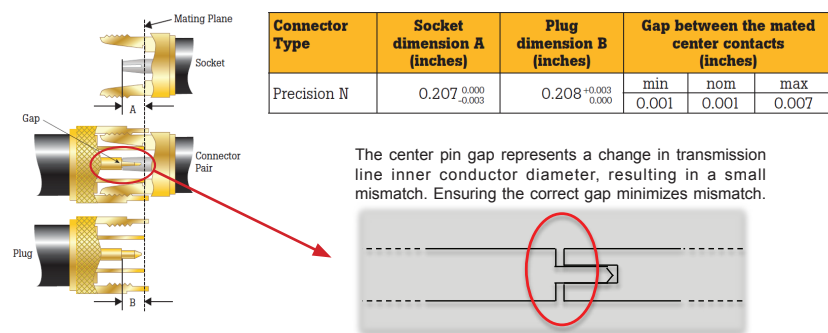 Mating Plane
Socket
A
Gap
Connector
Pair
Plug
B
Connector Type
Socket dimension A (inches)
Plug dimension B (inches)
Gap between the mated center contacts (inches)
Precision N
0.207 0.000 -0.003
0.208 +0.003 0.000
min nom max
0.001 0.001 0.007
The center pin gap represents a change in transmission
line inner conductor diameter, resulting in a small
mismatch. Ensuring the correct gap minimizes mismatch.